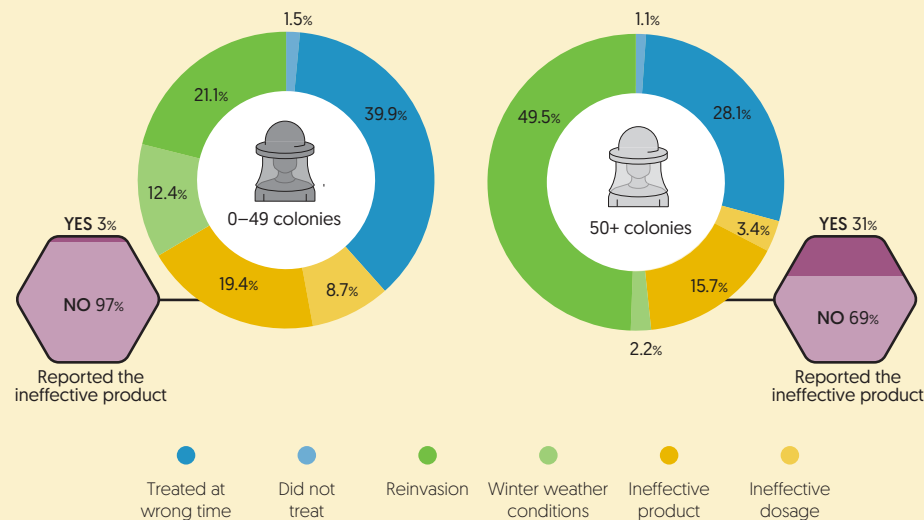 1.5%
39.9%
8.7%
19.4%
12.4%
21.1%
0–49 colonies
YES 3%
NO 97%
Reported the
ineffective product
1.1%
28.1%
3.4%
15.7%
2.2%
49.5%
50+ colonies
YES 31%
NO 69%
Reported the
ineffective product
Treated at
wrong time
Did not
treat
Reinvasion
Winter weather
conditions
Ineffective
product
Ineffective
dosage